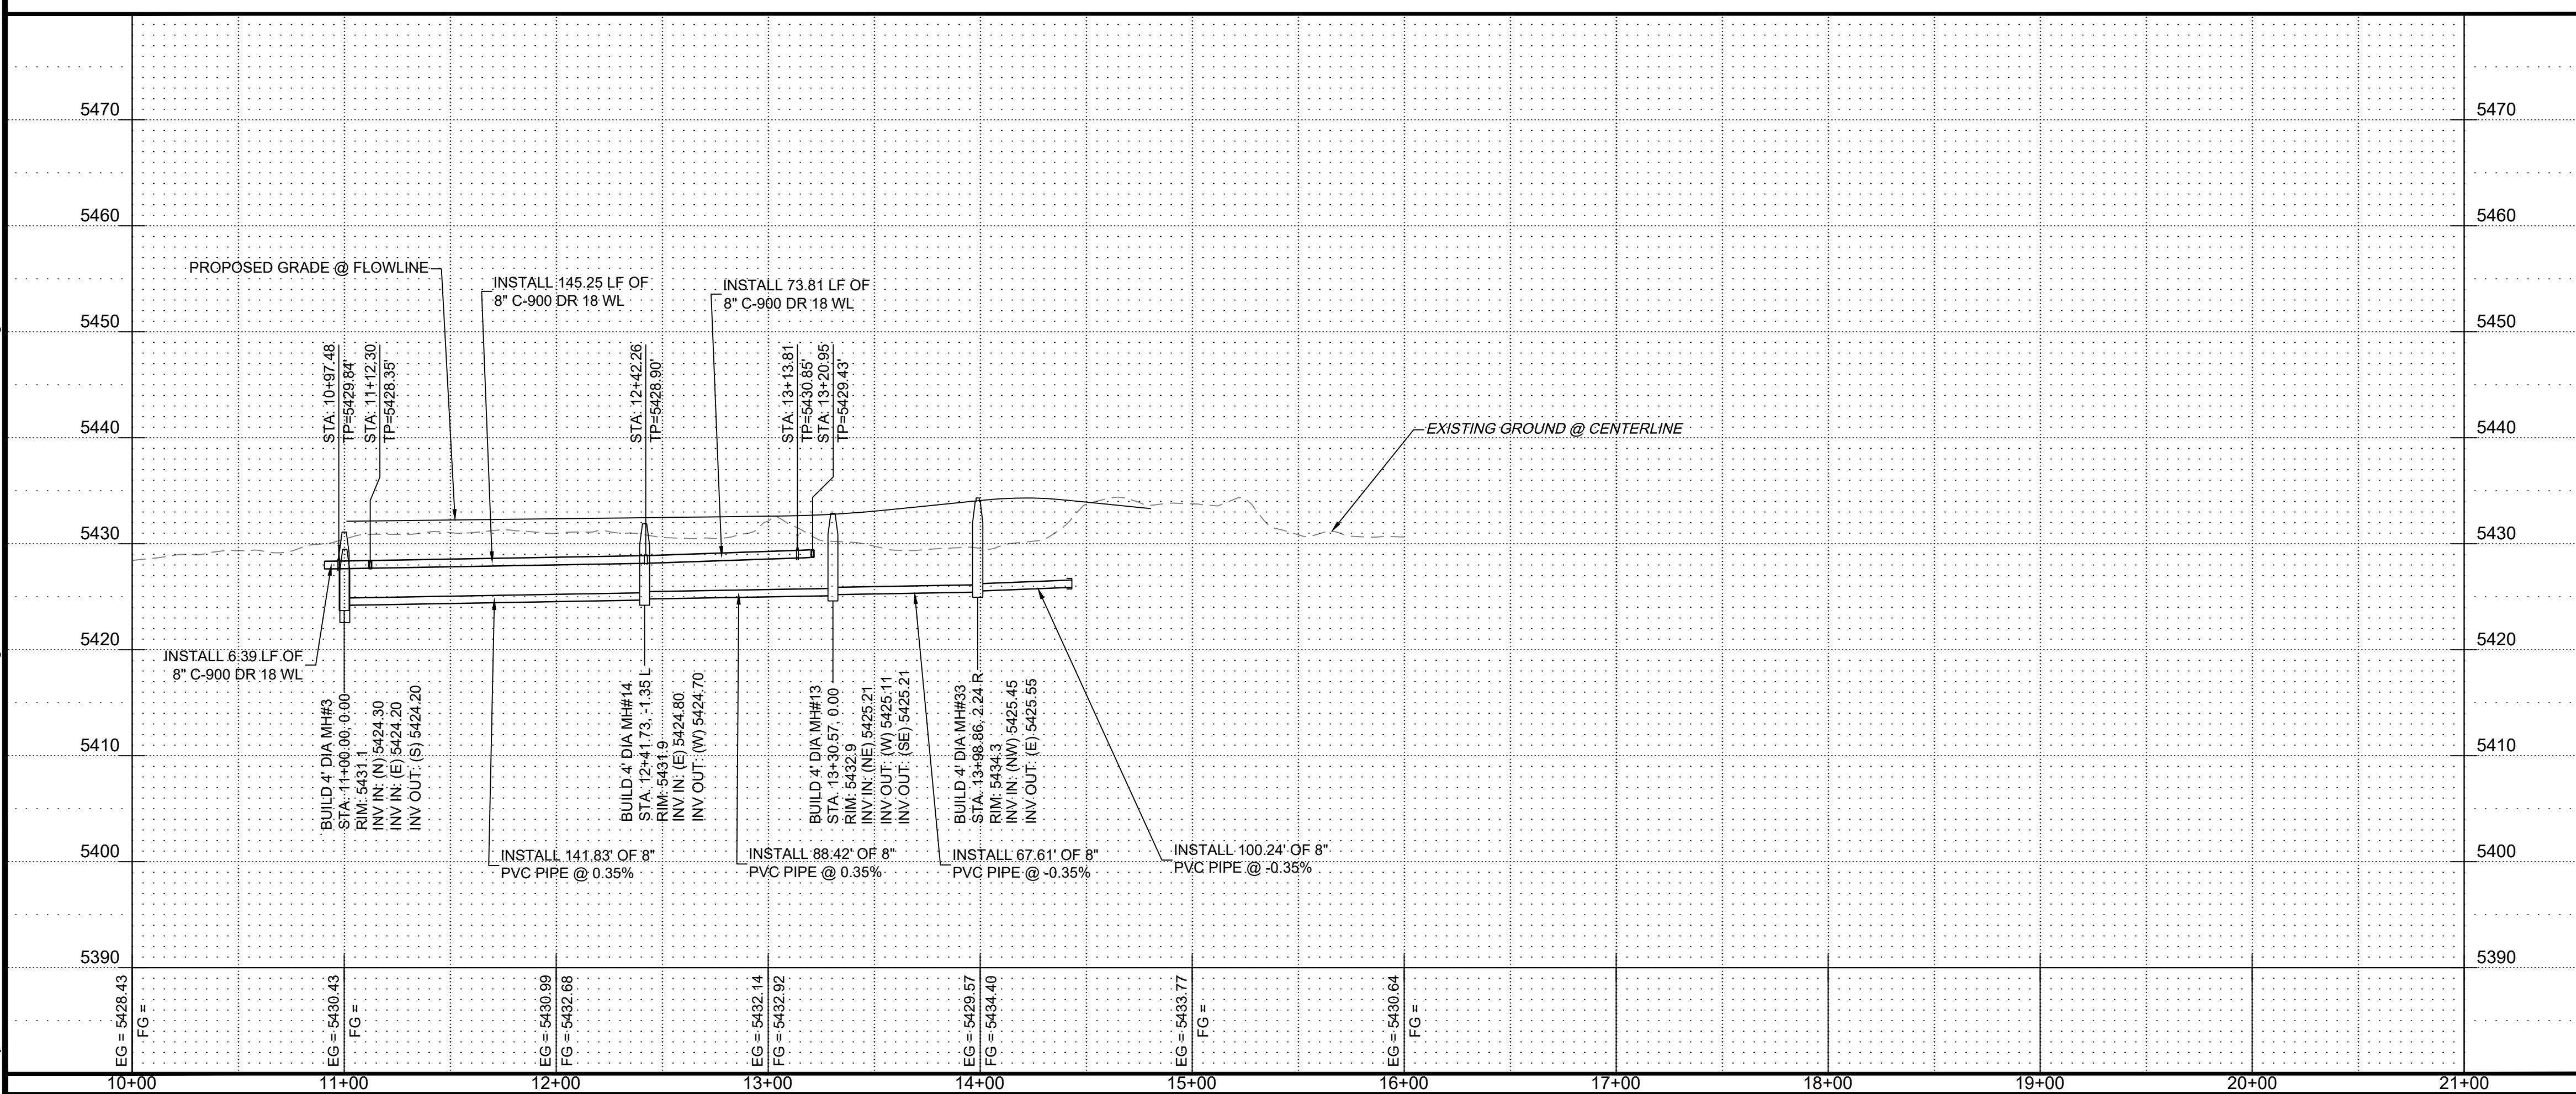 5470
5470
5460
5460
PROPOSED GRADE @ FLOWLINE
INSTALL 145.25 LF OF
8" C-900 DR 18 WL
INSTALL 73.81 LF OF
8" C-900 DR 18 WL
5450
5450
STA: 10+97.48
TP=5429.84'
STA: 11+12.30
TP=5428.35'
STA: 12+42.26
TP=5428.90'
STA: 13+13.81
TP=5430.85'
STA: 13+20.95
TP=5429.43'
5440
5440
EXISTING GROUND @ CENTERLINE
5430
5430
5420
5420
INSTALL 6.39 LF OF
8" C-900 DR 18 WL
BUILD 4' DIA MH#3
STA: 11+00.00, 0.00
RIM: 5431.1
INV IN: (N) 5424.30
INV IN: (E) 5424.20
INV OUT: (S) 5424.20
BUILD 4' DIA MH#14
STA. 12+41.73, -1.35 L
RIM: 5431.9
INV IN: (E) 5424.80
INV OUT: (W) 5424.70
BUILD 4' DIA MH#13
STA. 13+30.57, 0.00
RIM: 5432.9
INV IN: (NE) 5425.21
INV OUT: (W) 5425.11
INV OUT: (SE) 5425.21
BUILD 4' DIA MH#33
STA. 13+98.86, 2.24 R
RIM: 5434.3
INV IN: (NW) 5425.45
INV OUT: (E) 5425.55
5410
5410
5400
5400
INSTALL 141.83' OF 8"
PVC PIPE @ 0.35%
INSTALL 88.42' OF 8"
PVC PIPE @ 0.35%
INSTALL 67.61' OF 8"
PVC PIPE @ -0.35%
INSTALL 100.24' OF 8"
PVC PIPE @ -0.35%
5390
5390
EG = 5428.43
FG =
EG = 5430.43
FG =
EG = 5430.99
FG = 5432.68
EG = 5432.14
FG = 5432.92
EG = 5429.57
FG = 5434.40
EG = 5433.77
FG =
EG = 5430.64
FG =
10+00 11+00 12+00 13+00 14+00 15+00 16+00 17+00 18+00 19+00 20+00 21+00